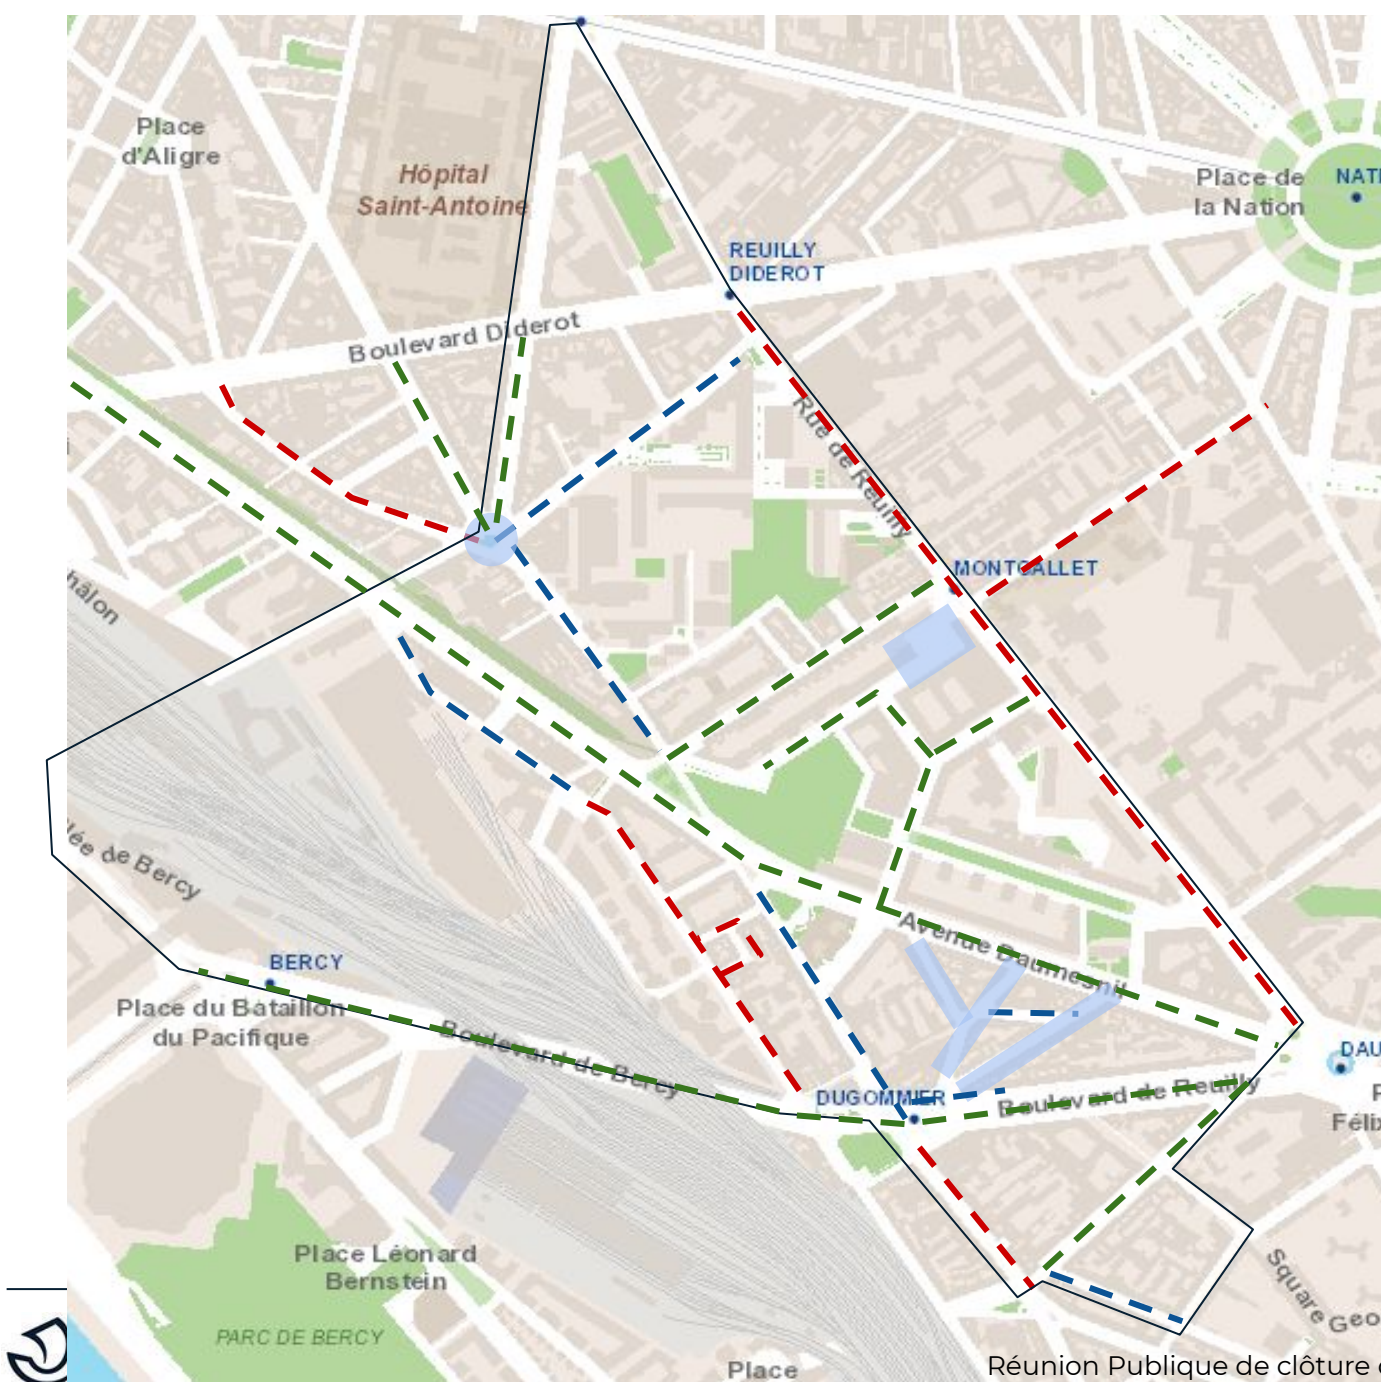 Place
d'Aligre
Hôpital
Saint-Antoine
Place de
la Nation
NATI
REUILLY
DIDEROT
Boulevard Diderot
Rue de Reuilly
MONTGALLET
hâlon
lée de Bercy
BERCY
Place du Bataillon
du Pacifique
Boulevard de Bercy
Avenue Daumesnil
DUGOMMIER
Boulevard de Reuilly
DAU
P
Félix
Place Léonard
Bernstein
PARC DE BERCY
Square Geo
Place
Réunion Publique de clôture